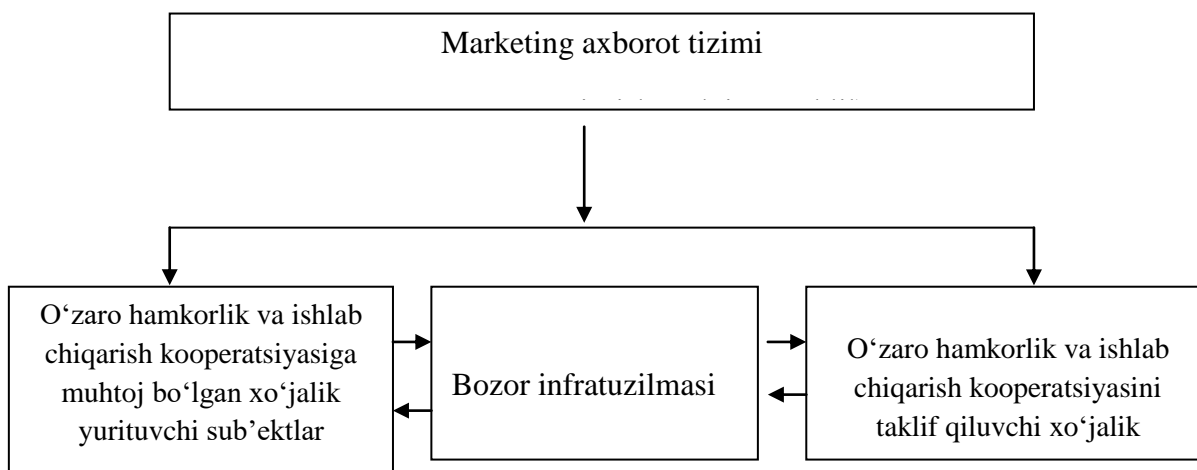 Marketing axborot tizimi
O‘zaro hamkorlik va ishlab
chiqarish kooperatsiyasiga
muhtoj bo‘lgan xo‘jalik
yurituvchi sub’ektlar
Bozor infratuzilmasi
O‘zaro hamkorlik va ishlab
chiqarish kooperatsiyasini
taklif qiluvchi xo‘jalik